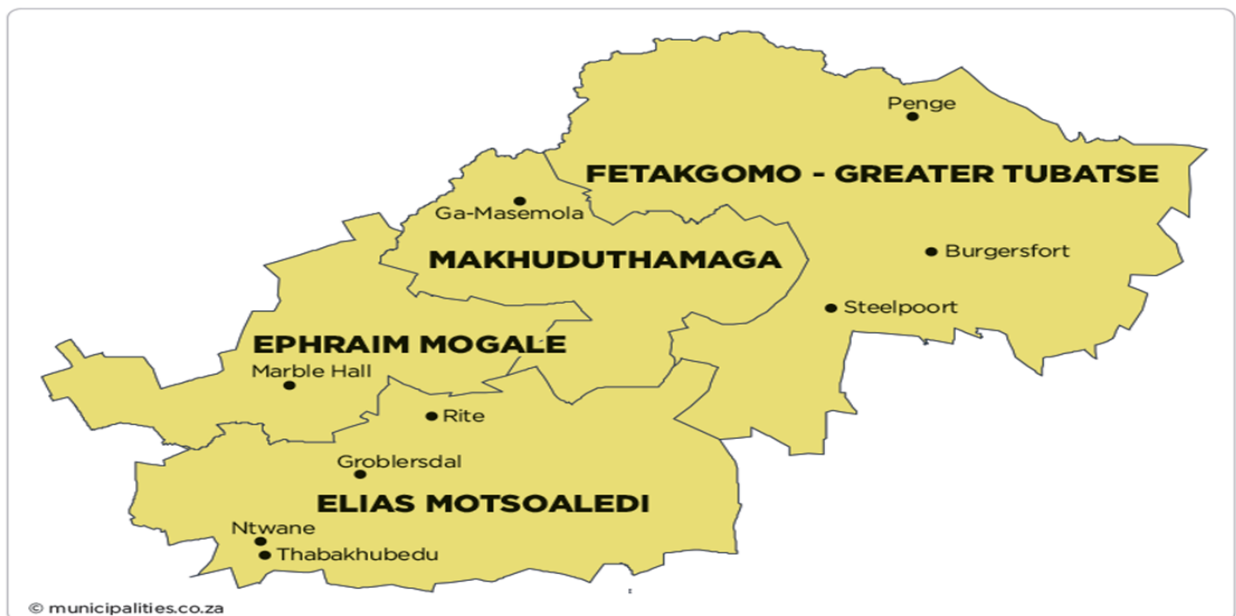 Penge
FETAKGOMO - GREATER TUBATSE
Ga-Masemola
MAKHUDUTHAMAGA
Burgersfort
Steelpoort
EPHRAIM MOGALE
Marble Hall
Rite
Groblersdal
ELIAS MOTSOALEDI
Ntwane
Thabakhubedu
© municipalities.co.za